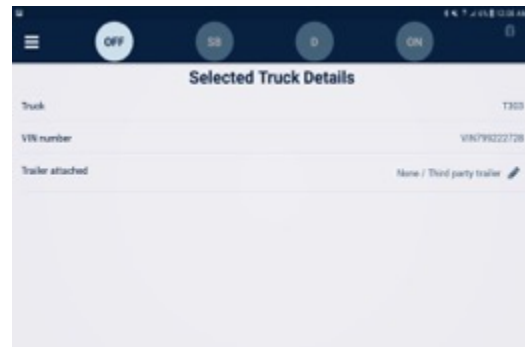 OFF SB D ON
Selected Truck Details
Truck T303
VIN number
Trailer attached None / Third party trailer